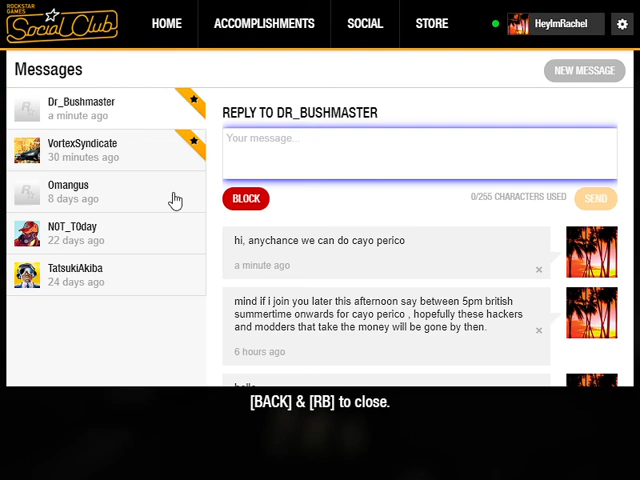 ROCKSTAR
GAMES
Social Club
HOME
ACCOMPLISHMENTS
SOCIAL
STORE
HeyImRachel
Messages
NEW MESSAGE
Dr_Bushmaster
a minute ago
VortexSyndicate
30 minutes ago
Omangus
8 days ago
N0T_T0day
22 days ago
TatsukiAkiba
24 days ago
REPLY TO DR_BUSHMASTER
Your message...
BLOCK
0/255 CHARACTERS USED
SEND
hi, anychance we can do cayo perico
a minute ago
mind if i join you later this afternoon say between 5pm british
summertime onwards for cayo perico , hopefully these hackers
and modders that take the money will be gone by then.
6 hours ago
[BACK] & [RB] to close.